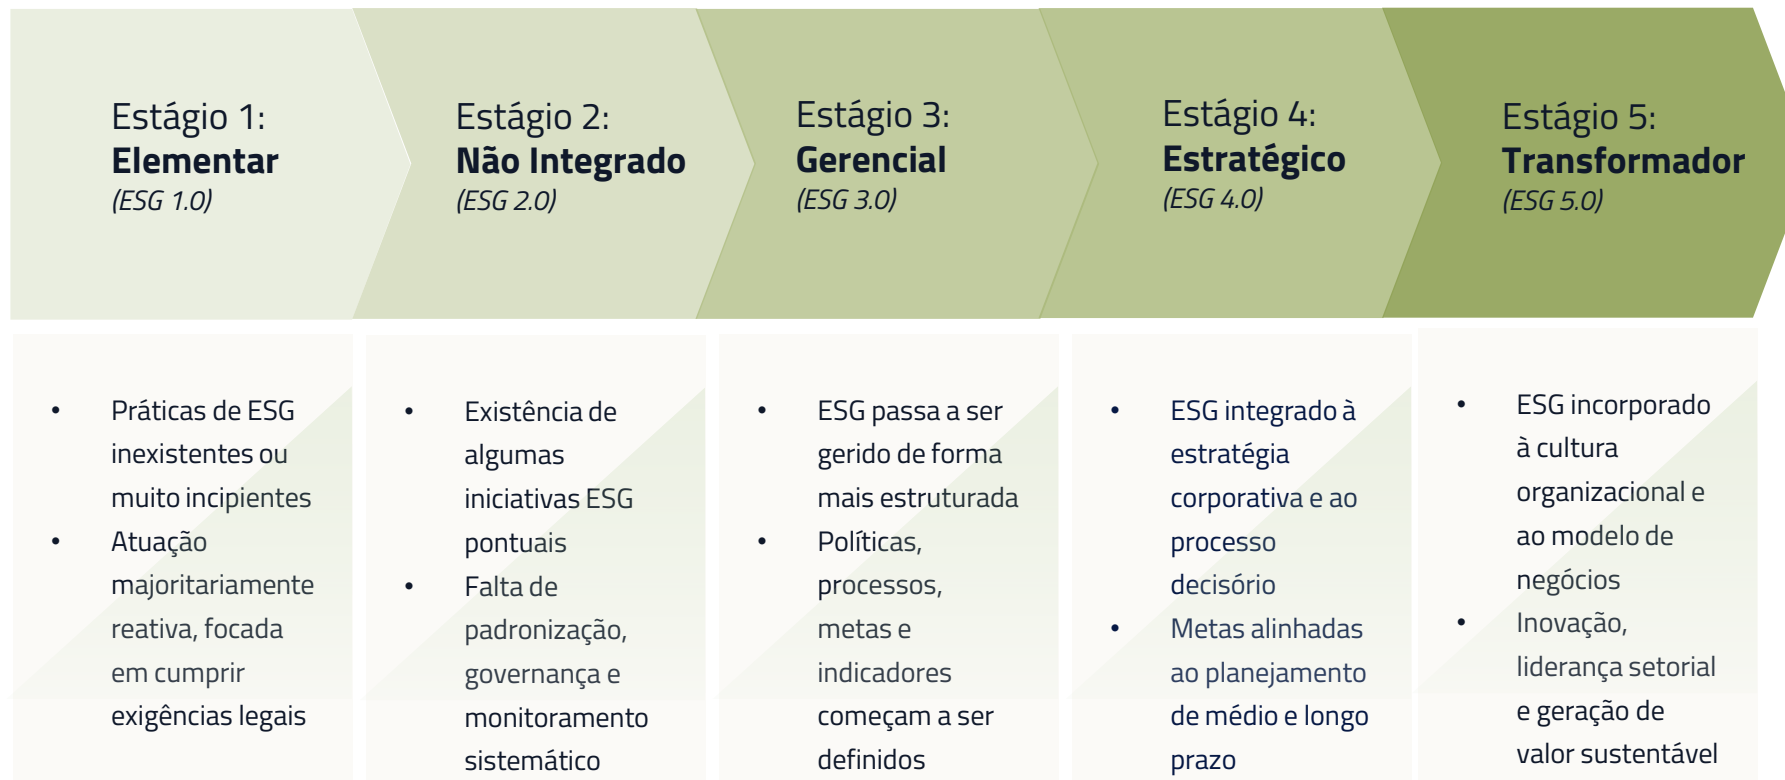 Estágio 1:
Elementar
(ESG 1.0)
Estágio 2:
Não Integrado
(ESG 2.0)
Estágio 3:
Gerencial
(ESG 3.0)
Estágio 4:
Estratégico
(ESG 4.0)
Estágio 5:
Transformador
(ESG 5.0)
• Práticas de ESG
inexistentes ou
muito incipientes
• Atuação
majoritariamente
reativa, focada
em cumprir
exigências legais
• Existência de
algumas
iniciativas ESG
pontuais
• Falta de
padronização,
governança e
monitoramento
sistemático
• ESG passa a ser
gerido de forma
mais estruturada
• Políticas,
processos,
metas e
indicadores
começam a ser
definidos
• ESG integrado à
estratégia
corporativa e ao
processo
decisório
• Metas alinhadas
ao planejamento
de médio e longo
prazo
• ESG incorporado
à cultura
organizacional e
ao modelo de
negócios
• Inovação,
liderança setorial
e geração de
valor sustentável